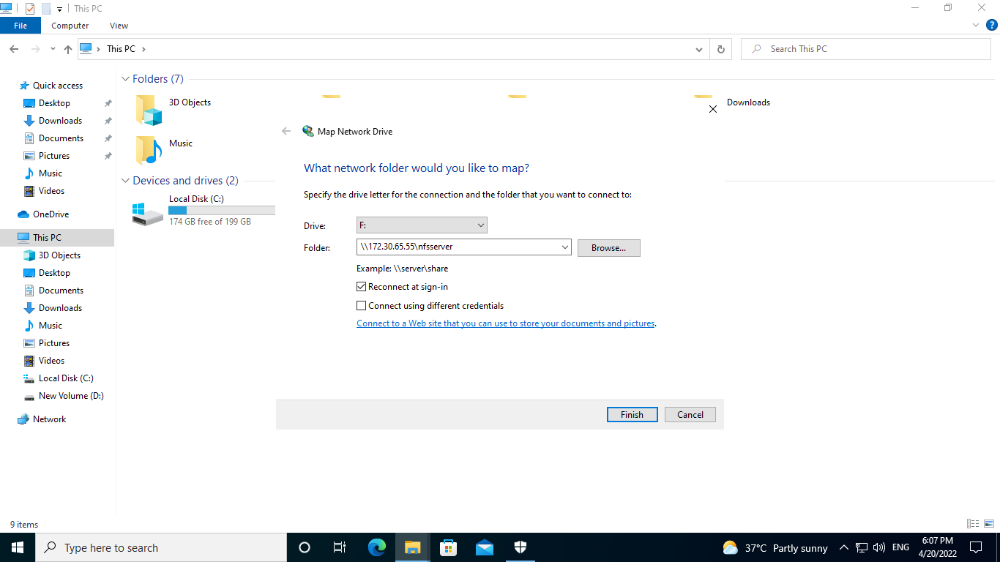 This PC
File
Computer
View
This PC
Search This PC
Quick access
Desktop
Downloads
Documents
Pictures
Music
Videos
OneDrive
This PC
3D Objects
Desktop
Documents
Downloads
Music
Pictures
Videos
Local Disk (C:)
New Volume (D:)
Network
Folders (7)
3D Objects
Downloads
Music
Devices and drives (2)
Local Disk (C:)
174 GB free of 199 GB
Map Network Drive
What network folder would you like to map?
Specify the drive letter for the connection and the folder that you want to connect to:
Drive: F:
Folder: \\172.30.65.55\nfsserver Browse...
Example: \\server\share
Reconnect at sign-in
Connect using different credentials
Connect to a Web site that you can use to store your documents and pictures.
Finish Cancel
9 items
Type here to search
37°C Partly sunny
ENG
6:07 PM
4/20/2022